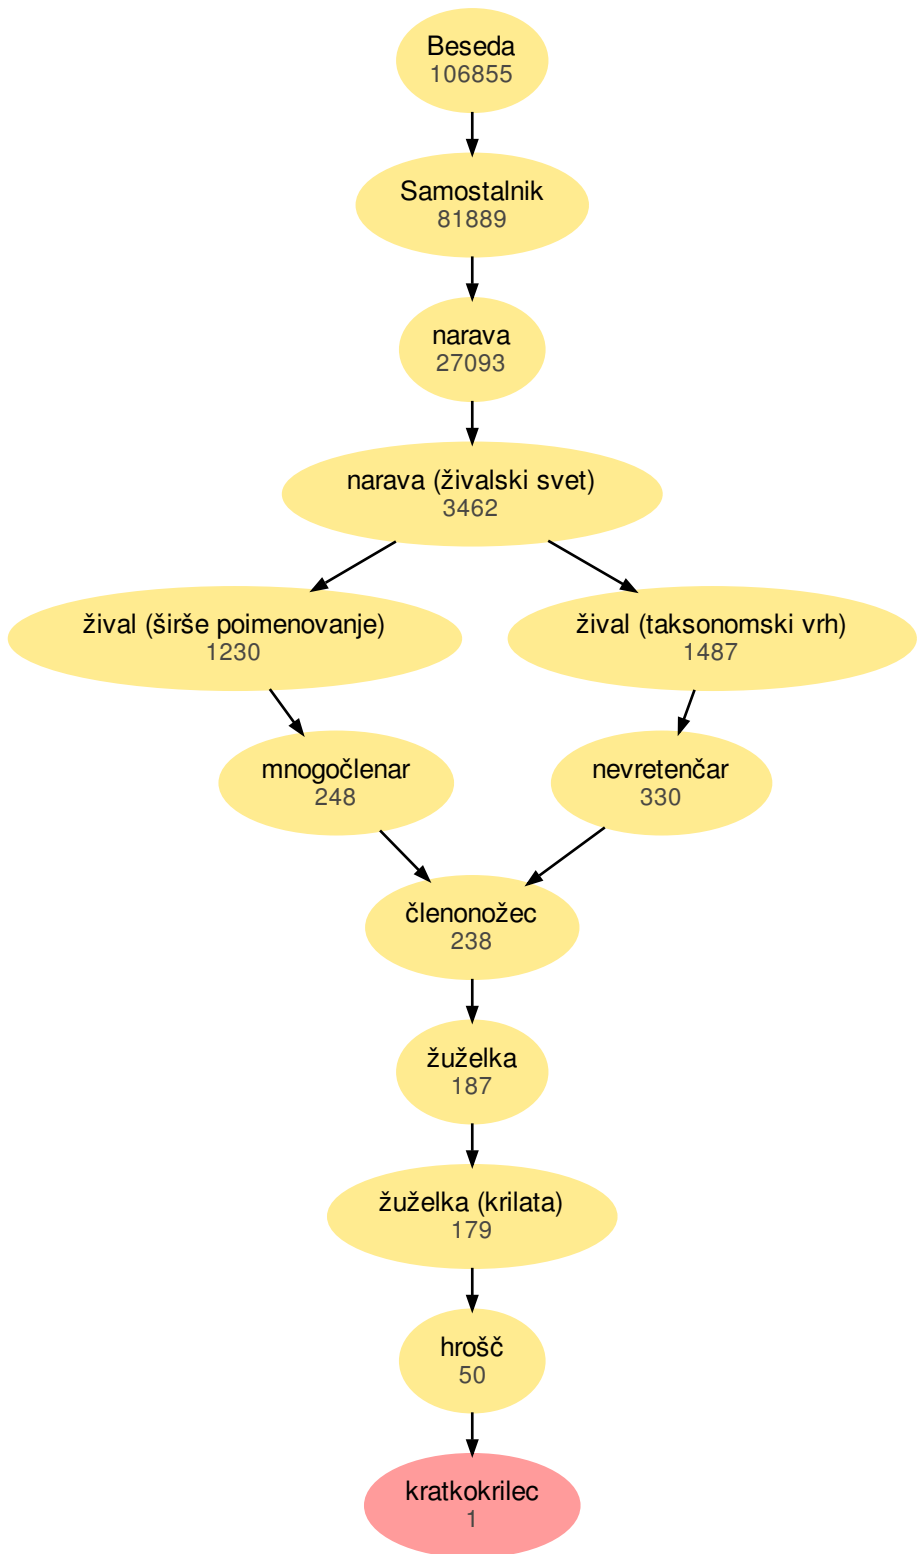 Beseda
106855
Samostalnik
81889
narava
27093
narava (živalski svet)
3462
žival (širše poimenovanje)
1230
žival (taksonomski vrh)
1487
mnogočlenar
248
nevretenčar
330
členonožec
238
žuželka
187
žuželka (krilata)
179
hrošč
50
kratkokrilec
1